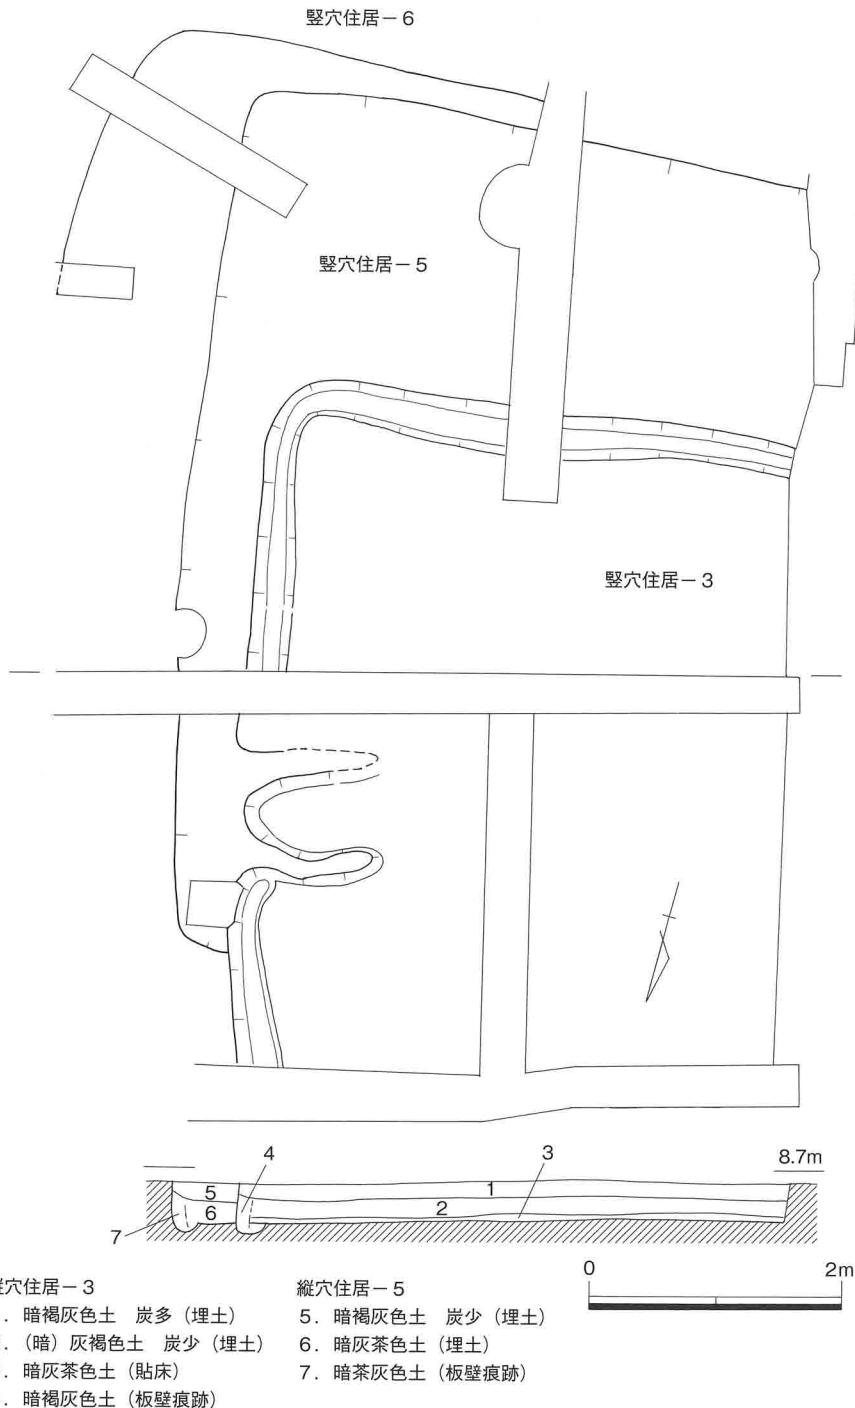 竪穴住居－6
竪穴住居－5
竪穴住居－3
4
3
8.7m
5
1
6
2
7
0
2m
穴住居－3
．暗褐灰色土　炭多（埋土）
．（暗）灰褐色土　炭少（埋土）
．暗灰茶色土（貼床）
．暗褐灰色土（板壁痕跡）
縦穴住居－5
5．暗褐灰色土　炭少（埋土）
6．暗灰茶色土（埋土）
7．暗茶灰色土（板壁痕跡）